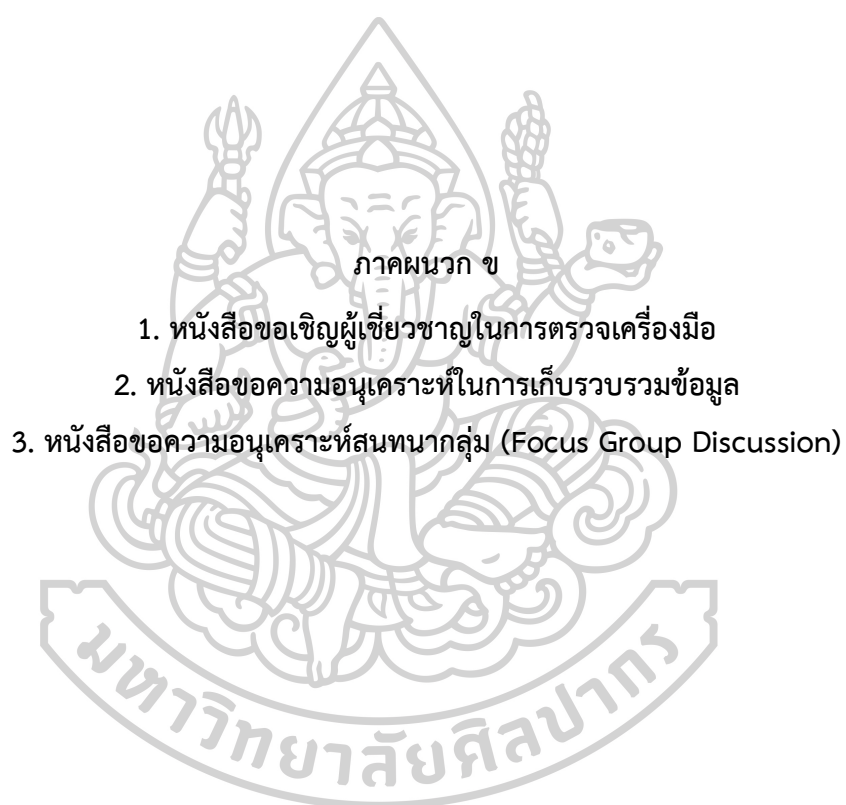 ภาคผนวก ข
1. หนังสือขอเชิญผู้เชี่ยวชาญในการตรวจเครื่องมือ
2. หนังสือขอความอนุเคราะห์ในการเก็บรวบรวมข้อมูล
3. หนังสือขอความอนุเคราะห์สนทนากลุ่ม (Focus Group Discussion)
มหาวิทยาลัยศิลปากร